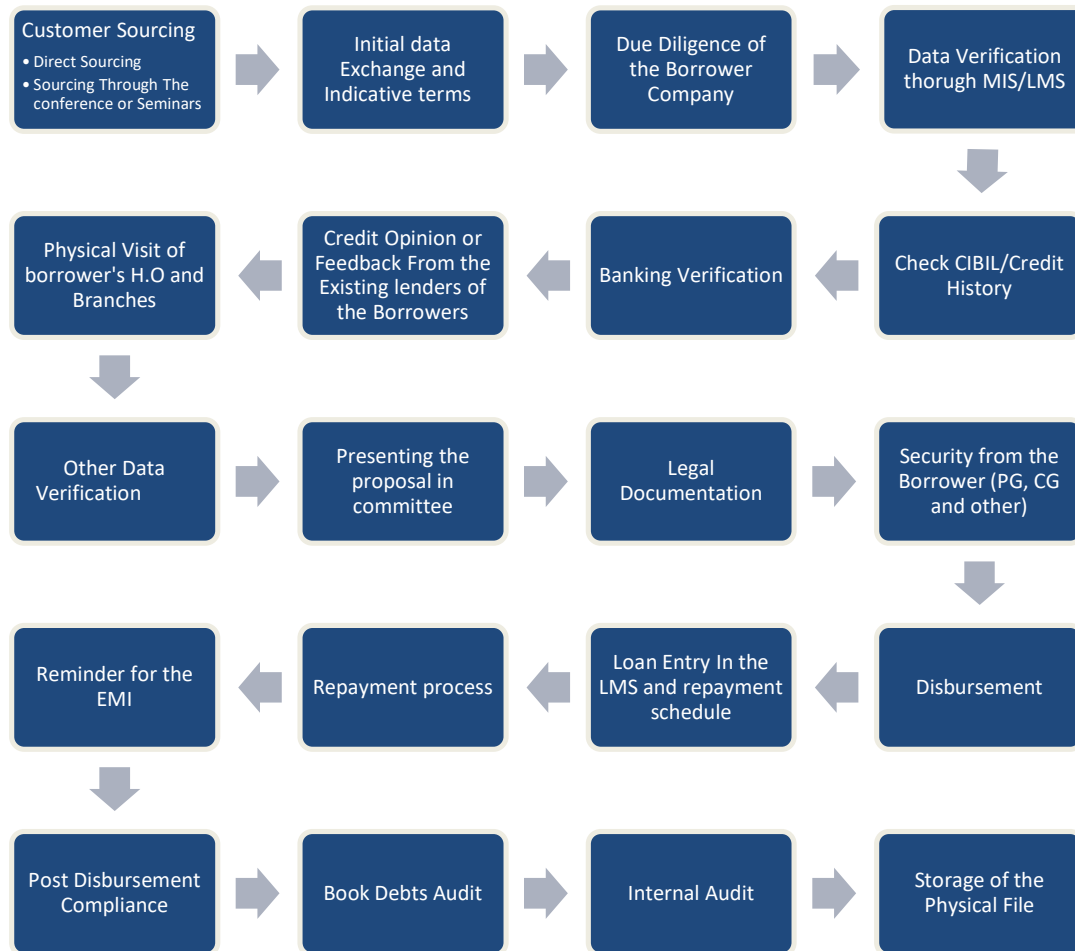 Customer Sourcing
• Direct Sourcing
• Sourcing Through The
conference or Seminars
Initial data
Exchange and
Indicative terms
Due Diligence of
the Borrower
Company
Data Verification
thorugh MIS/LMS
Check CIBIL/Credit
History
Banking Verification
Credit Opinion or
Feedback From the
Existing lenders of
the Borrowers
Physical Visit of
borrower's H.O and
Branches
Other Data
Verification
Presenting the
proposal in
committee
Legal
Documentation
Security from the
Borrower (PG, CG
and other)
Disbursement
Loan Entry In the
LMS and repayment
schedule
Repayment process
Reminder for the
EMI
Post Disbursement
Compliance
Book Debts Audit
Internal Audit
Storage of the
Physical File